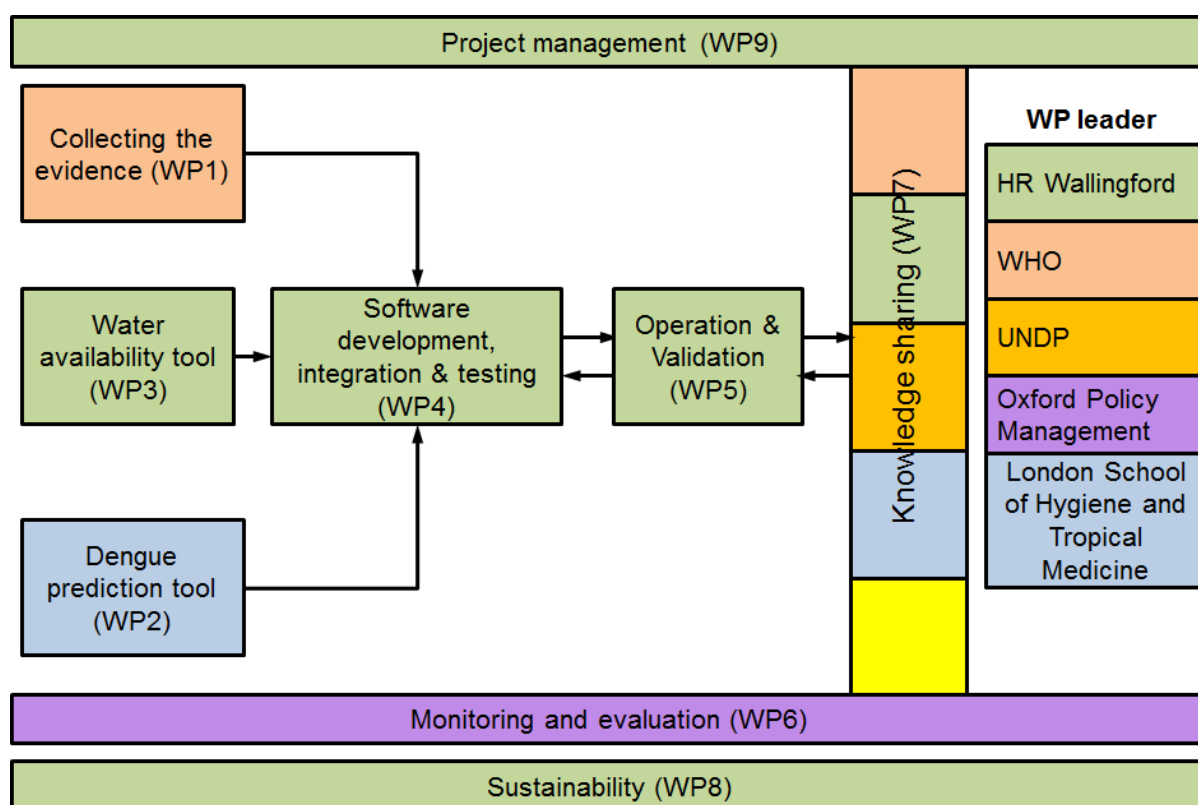 Project management (WP9)
Collecting the
evidence (WP1)
Water
availability tool
(WP3)
Software
development,
integration & testing
(WP4)
Operation &
Validation
(WP5)
Dengue
prediction tool
(WP2)
Knowledge sharing (WP7)
WP leader
HR Wallingford
WHO
UNDP
Oxford Policy
Management
London School
of Hygiene and
Tropical
Medicine
Monitoring and evaluation (WP6)
Sustainability (WP8)